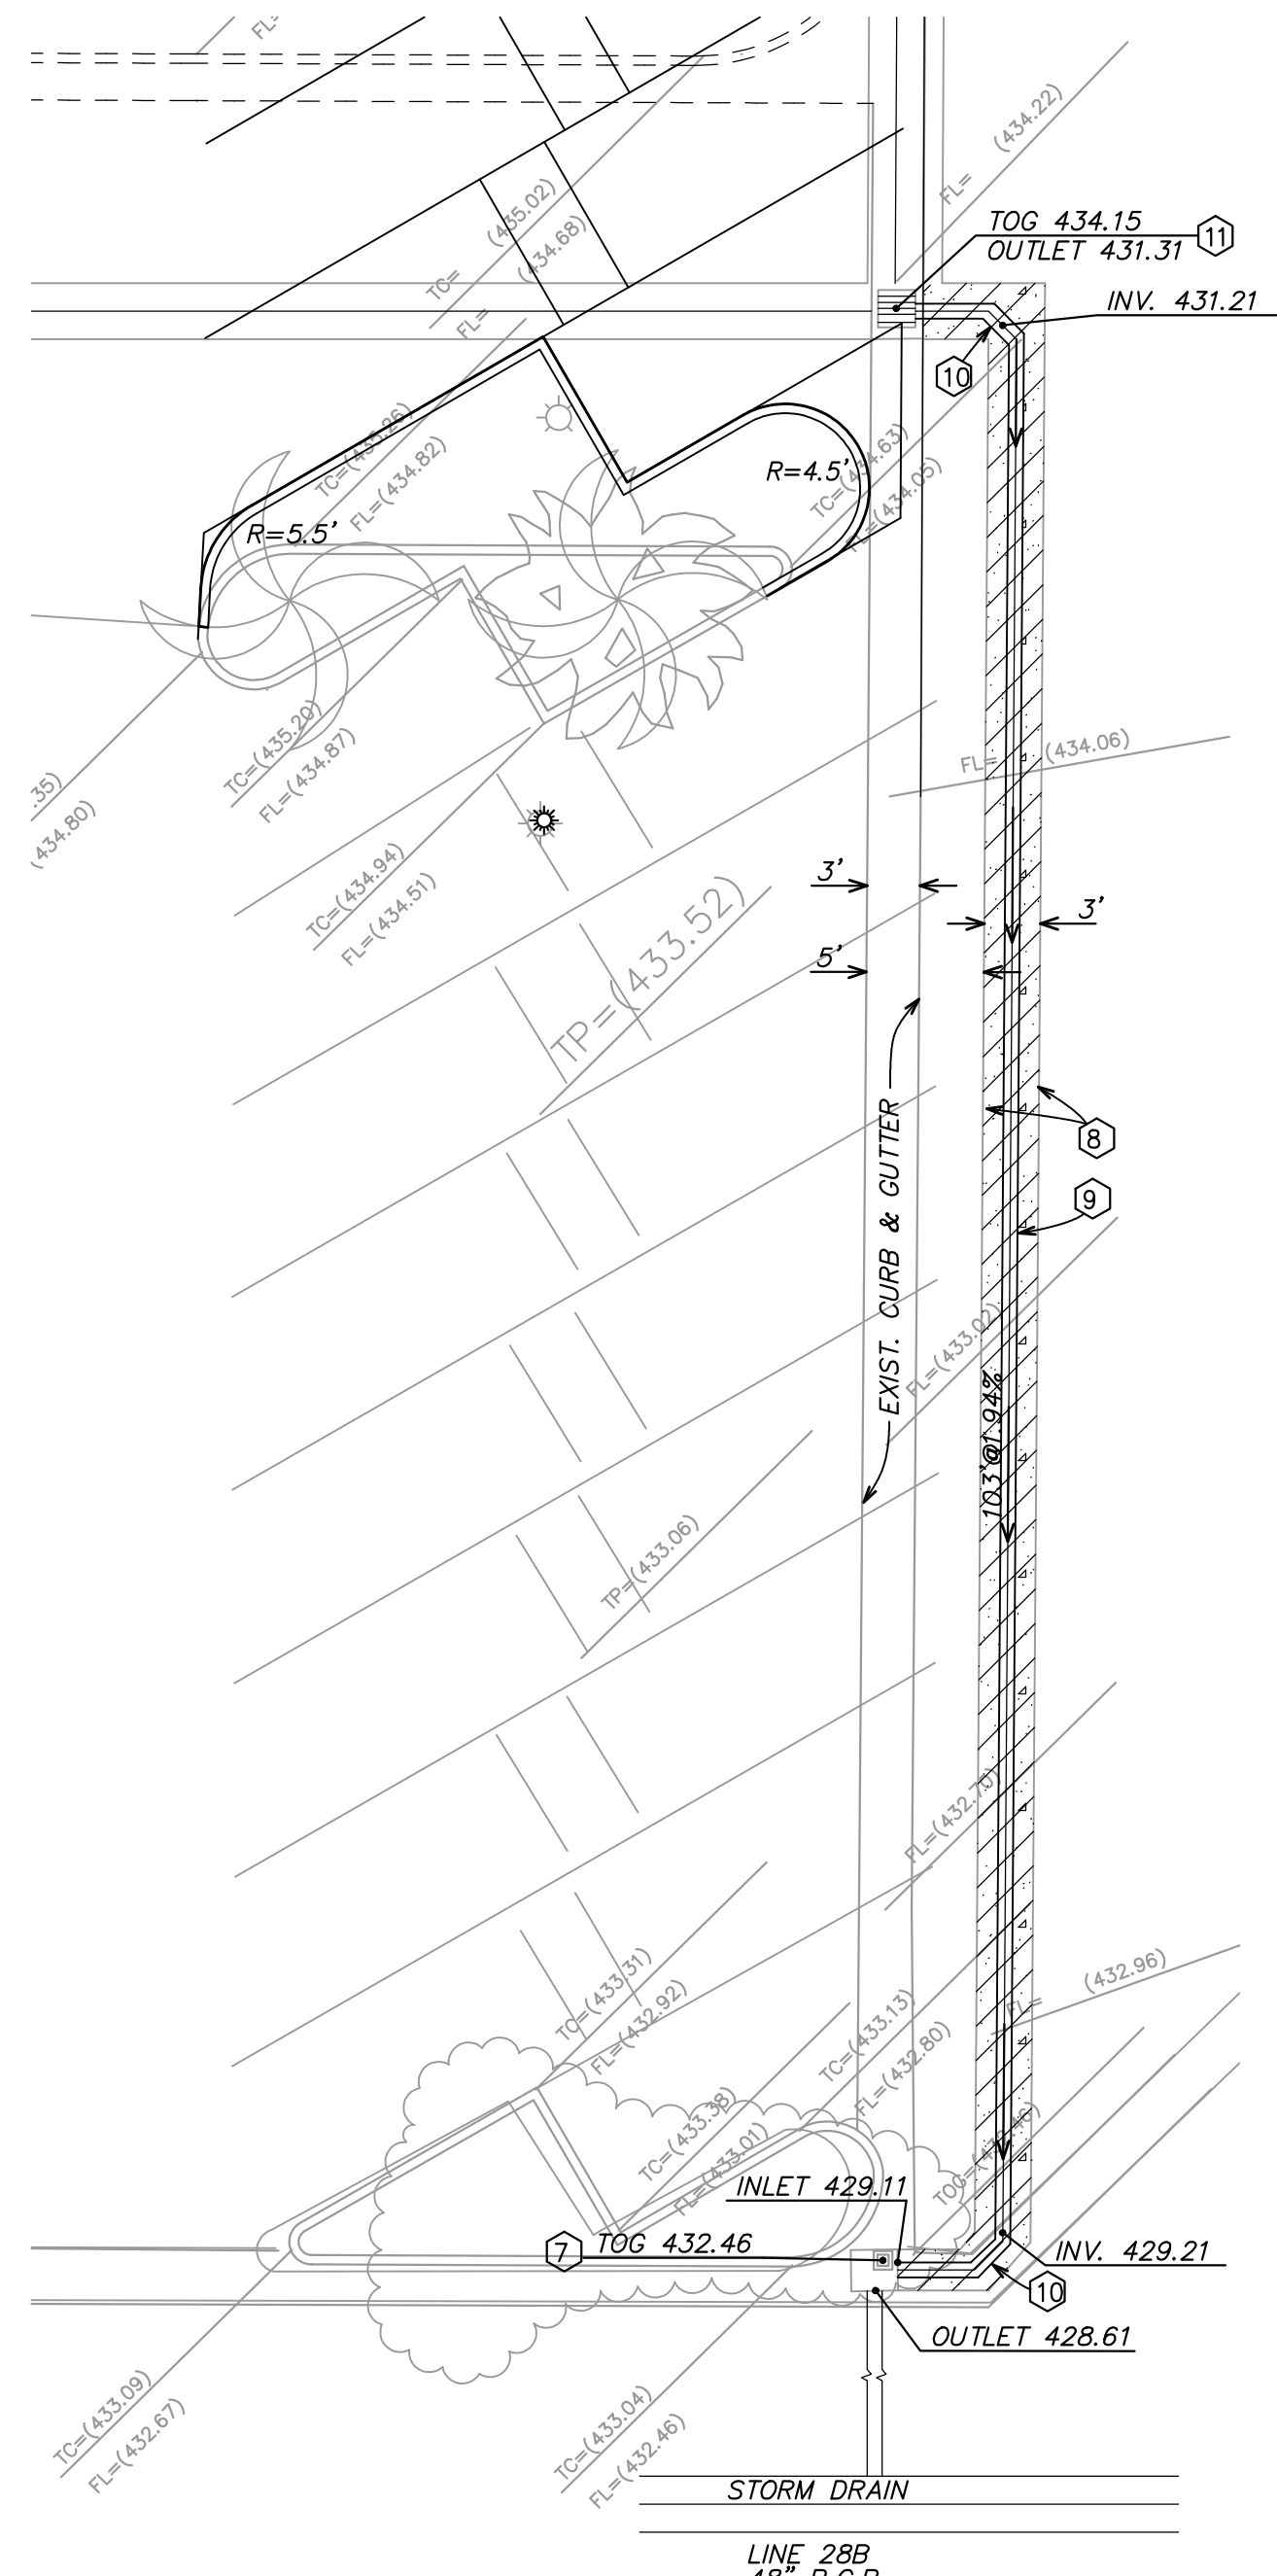 FL=
(434.22)
FL=
TOG 434.15
OUTLET 431.31
11
(435.02)
TC=
(434.68)
FL=
INV. 431.21
10
TC=(435.26)
FL=(434.82)
R=4.5'
TC=(434.63)
FL=(434.05)
R=5.5'
TC=(435.20)
FL=(434.87)
FL= (434.06)
.35)
(434.80)
TC=(434.94)
FL=(434.51)
3'
TP=(433.52)
3'
5'
EXIST. CURB & GUTTER
8
9
FL=(433.02)
103'@1.94%
TP=(433.06)
FL=(432.70)
TC=(433.31)
FL=(432.92)
(432.96)
FL=
TC=(433.13)
FL=(432.80)
TC=(433.38)
FL=(433.01)
TOG=(432.46)
INLET 429.11
7
TOG 432.46
INV. 429.21
10
OUTLET 428.61
TC=(433.09)
FL=(432.67)
TC=(433.04)
FL=(432.46)
STORM DRAIN
LINE 28B
48" R.C.P.